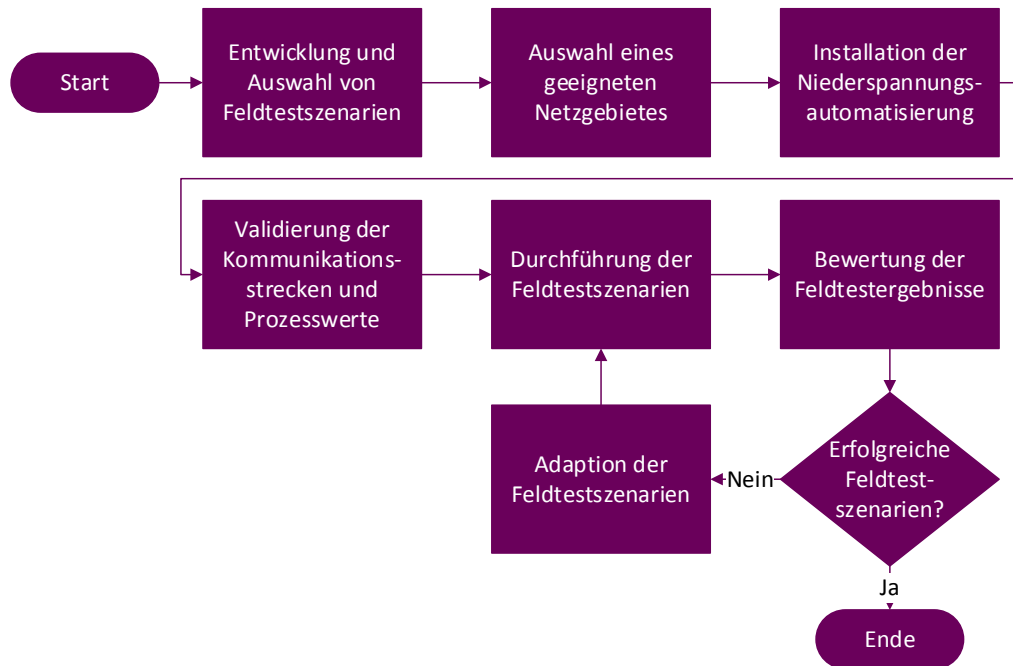 Start
Entwicklung und
Auswahl von
Feldtestszenarien
Auswahl eines
geeigneten
Netzgebietes
Installation der
Niederspannungs-
automatisierung
Validierung der
Kommunikations-
strecken und
Prozesswerte
Durchführung der
Feldtestszenarien
Bewertung der
Feldtestergebnisse
Adaption der
Feldtestszenarien
Nein
Erfolgreiche
Feldtest-
szenarien?
Ja
Ende